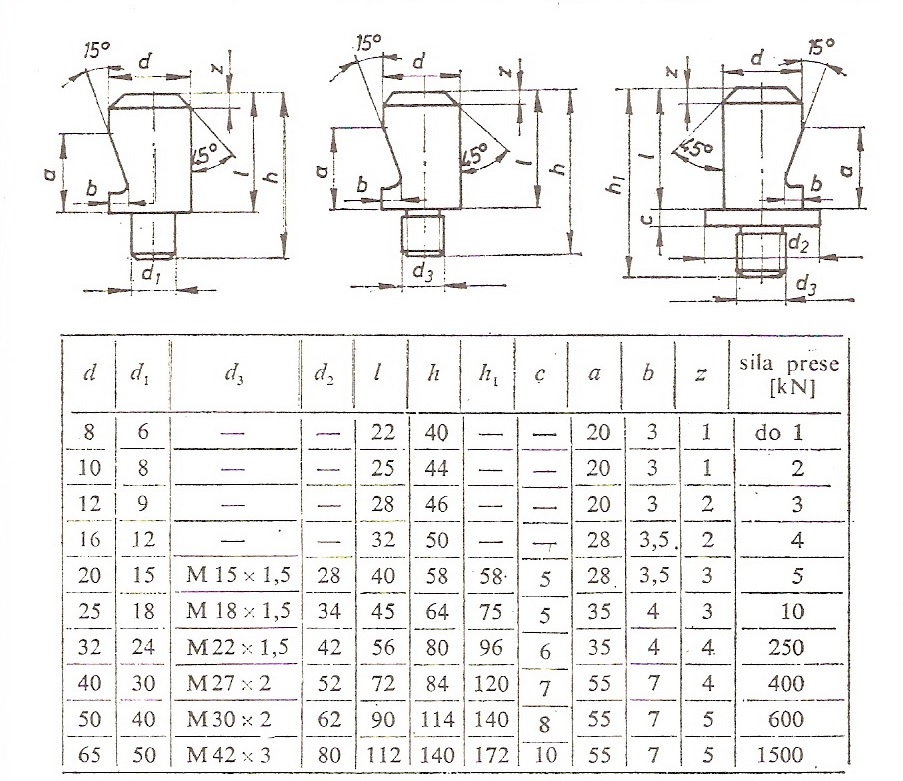 15° d z a b 45° l h d₁
15° d z a b 45° l h d₃
d 15° z h₁ l 45° a c b d₂ d₃
d d₁ d₃ d₂ l h h₁ c a b z sila prese
[kN]
8 6 — — 22 40 — — 20 3 1 do 1
10 8 — — 25 44 — — 20 3 1 2
12 9 — — 28 46 — — 20 3 2 3
16 12 — — 32 50 — — 28 3,5 2 4
20 15 M 15 × 1,5 28 40 58 58 5 28 3,5 3 5
25 18 M 18 × 1,5 34 45 64 75 5 35 4 3 10
32 24 M 22 × 1,5 42 56 80 96 6 35 4 4 250
40 30 M 27 × 2 52 72 84 120 7 55 7 4 400
50 40 M 30 × 2 62 90 114 140 8 55 7 5 600
65 50 M 42 × 3 80 112 140 172 10 55 7 5 1500